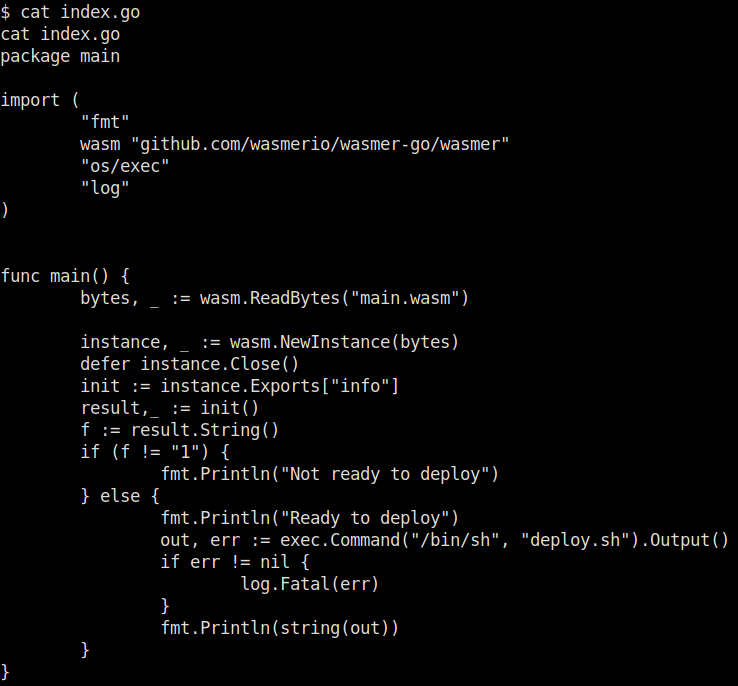 $ cat index.go
cat index.go
package main

import (
        "fmt"
        wasm "github.com/wasmerio/wasmer-go/wasmer"
        "os/exec"
        "log"
)


func main() {
        bytes, _ := wasm.ReadBytes("main.wasm")

        instance, _ := wasm.NewInstance(bytes)
        defer instance.Close()
        init := instance.Exports["info"]
        result,_ := init()
        f := result.String()
        if (f != "1") {
                fmt.Println("Not ready to deploy")
        } else {
                fmt.Println("Ready to deploy")
                out, err := exec.Command("/bin/sh", "deploy.sh").Output()
                if err != nil {
                        log.Fatal(err)
                }
                fmt.Println(string(out))
        }
}